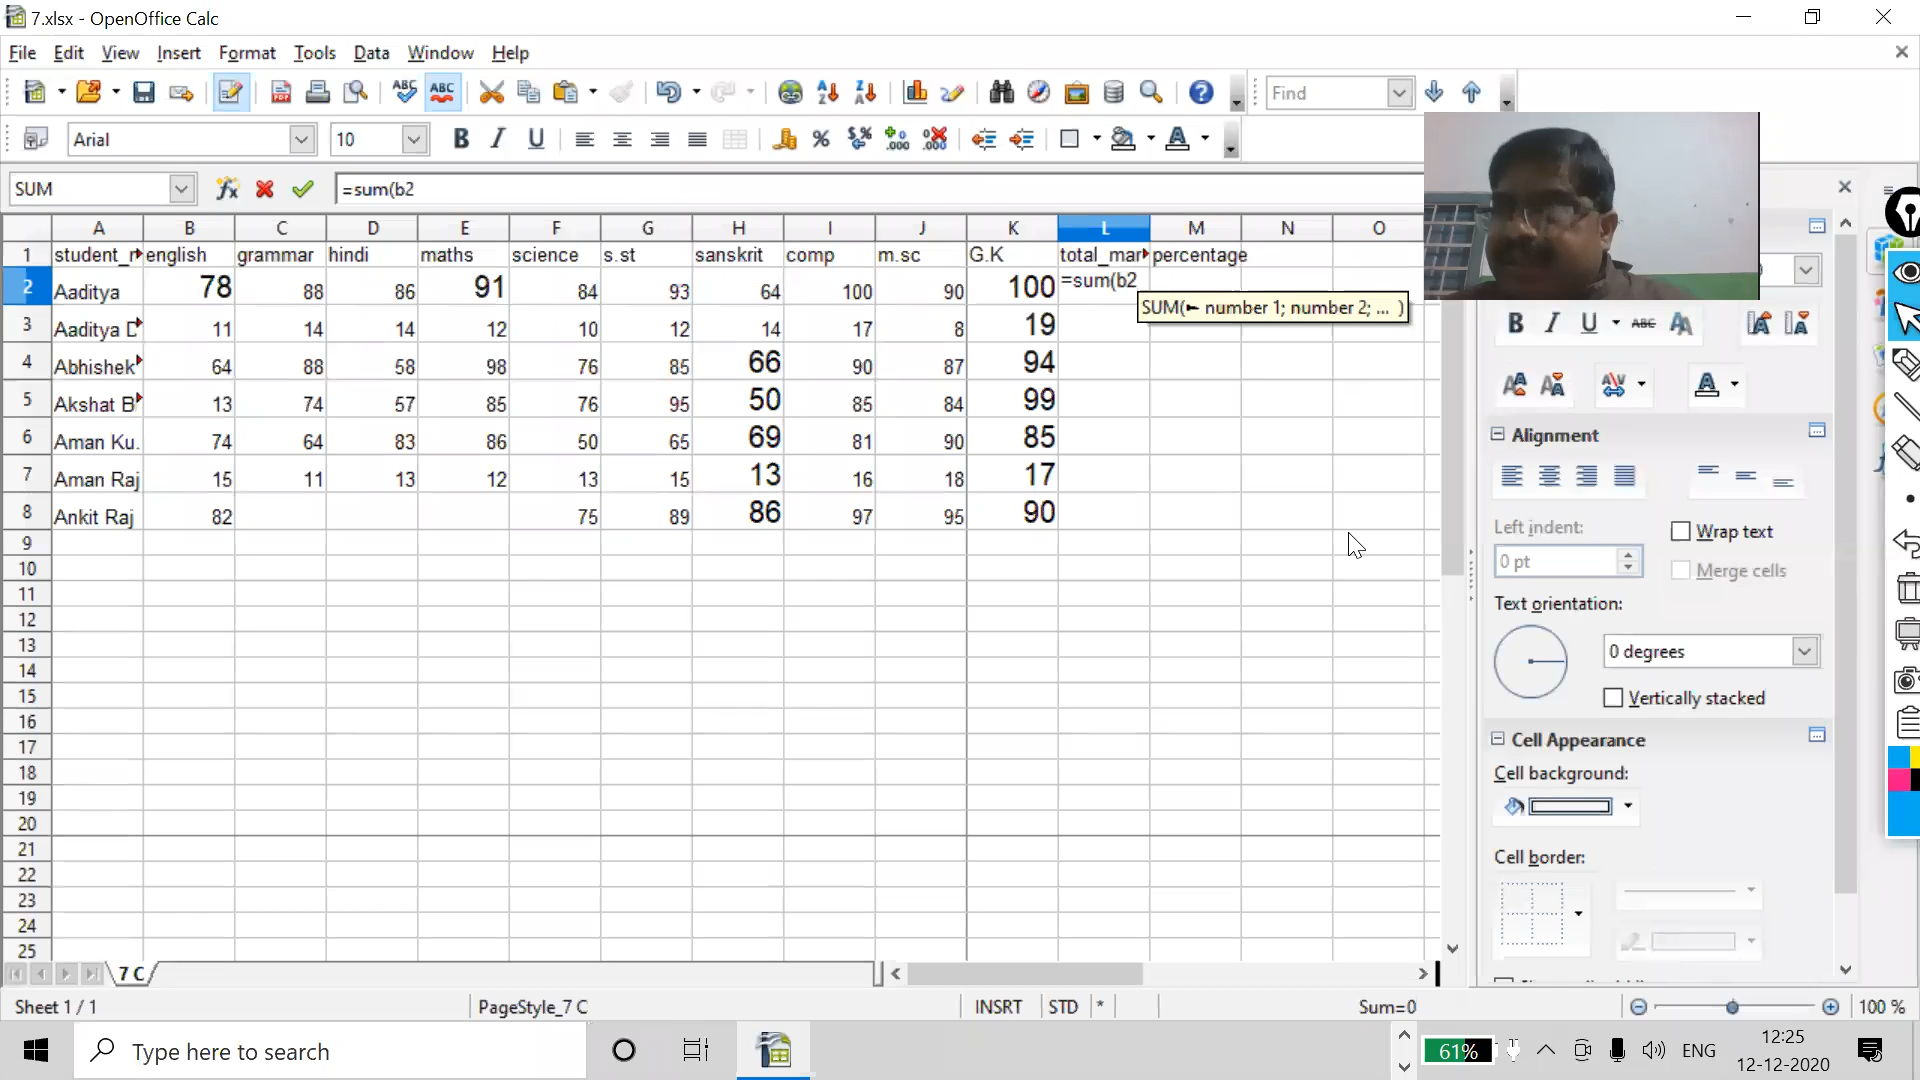 7.xlsx - OpenOffice Calc
File Edit View Insert Format Tools Data Window Help
Find
Arial 10
SUM =sum(b2
A B C D E F G H I J K L M N O
1 student_n english grammar hindi maths science s.st sanskrit comp m.sc G.K total_mar percentage
2 Aaditya 78 88 86 91 84 93 64 100 90 100 =sum(b2
SUM( number 1; number 2; ... )
3 Aaditya D 11 14 14 12 10 12 14 17 8 19
4 Abhishek 64 88 58 98 76 85 66 90 87 94
5 Akshat B 13 74 57 85 76 95 50 85 84 99
6 Aman Ku. 74 64 83 86 50 65 69 81 90 85
7 Aman Raj 15 11 13 12 13 15 13 16 18 17
8 Ankit Raj 82 75 89 86 97 95 90
9
10
11
12
13
14
15
16
17
18
19
20
21
22
23
24
25
Alignment
Left indent:
Wrap text
0 pt
Merge cells
Text orientation:
0 degrees
Vertically stacked
Cell Appearance
Cell background:
Cell border:
7 C
Sheet 1 / 1 PageStyle_7 C INSRT STD * Sum=0 100 %
Type here to search
61% ENG 12:25
12-12-2020